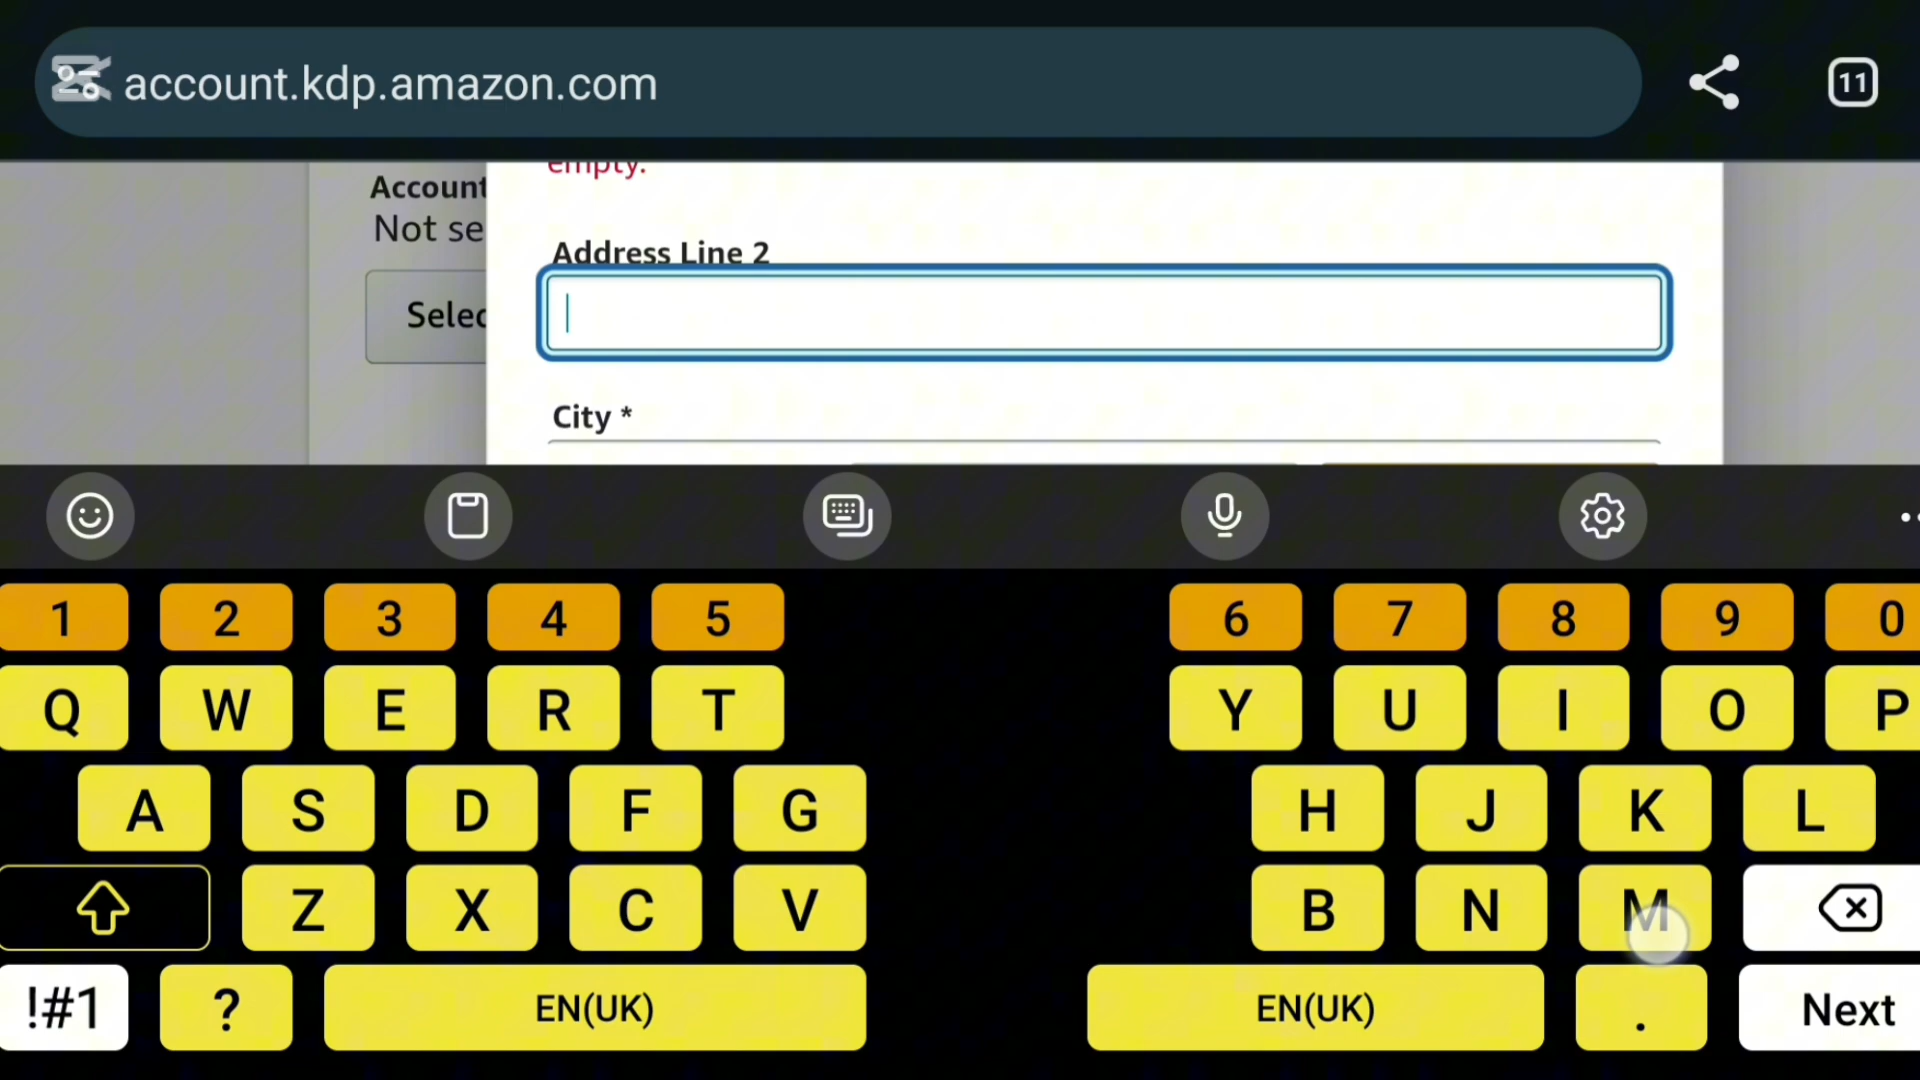 account.kdp.amazon.com
11
empty.
Account
Not se
Selec
Address Line 2
City *
1 2 3 4 5 6 7 8 9 0
Q W E R T Y U I O P
A S D F G H J K L
Z X C V B N M
!#1 ? EN(UK) EN(UK) . Next